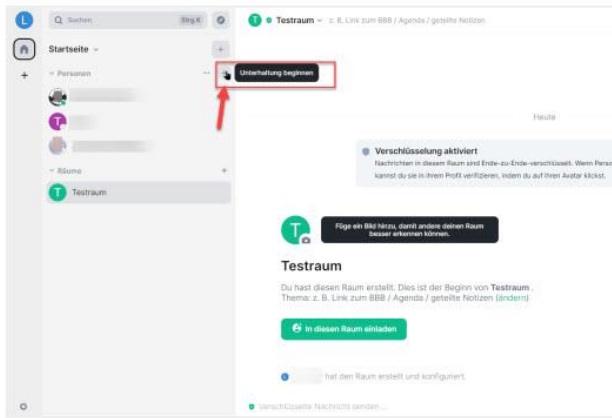 L
Suchen
Strg K
Testraum
z. B. Link zum BBB / Agenda / geteilte Notizen
Startseite
+
Personen
Unterhaltung beginnen
Heute
T
Verschlüsselung aktiviert
Nachrichten in diesem Raum sind Ende-zu-Ende-verschlüsselt. Wenn Perso
kannst du sie in ihrem Profil verifizieren, indem du auf ihren Avatar klickst.
Räume
+
T Testraum
T
Füge ein Bild hinzu, damit andere deinen Raum
besser erkennen können.
Testraum
Du hast diesen Raum erstellt. Dies ist der Beginn von Testraum .
Thema: z. B. Link zum BBB / Agenda / geteilte Notizen (ändern)
In diesen Raum einladen
hat den Raum erstellt und konfiguriert.
Verschlüsselte Nachricht senden ...